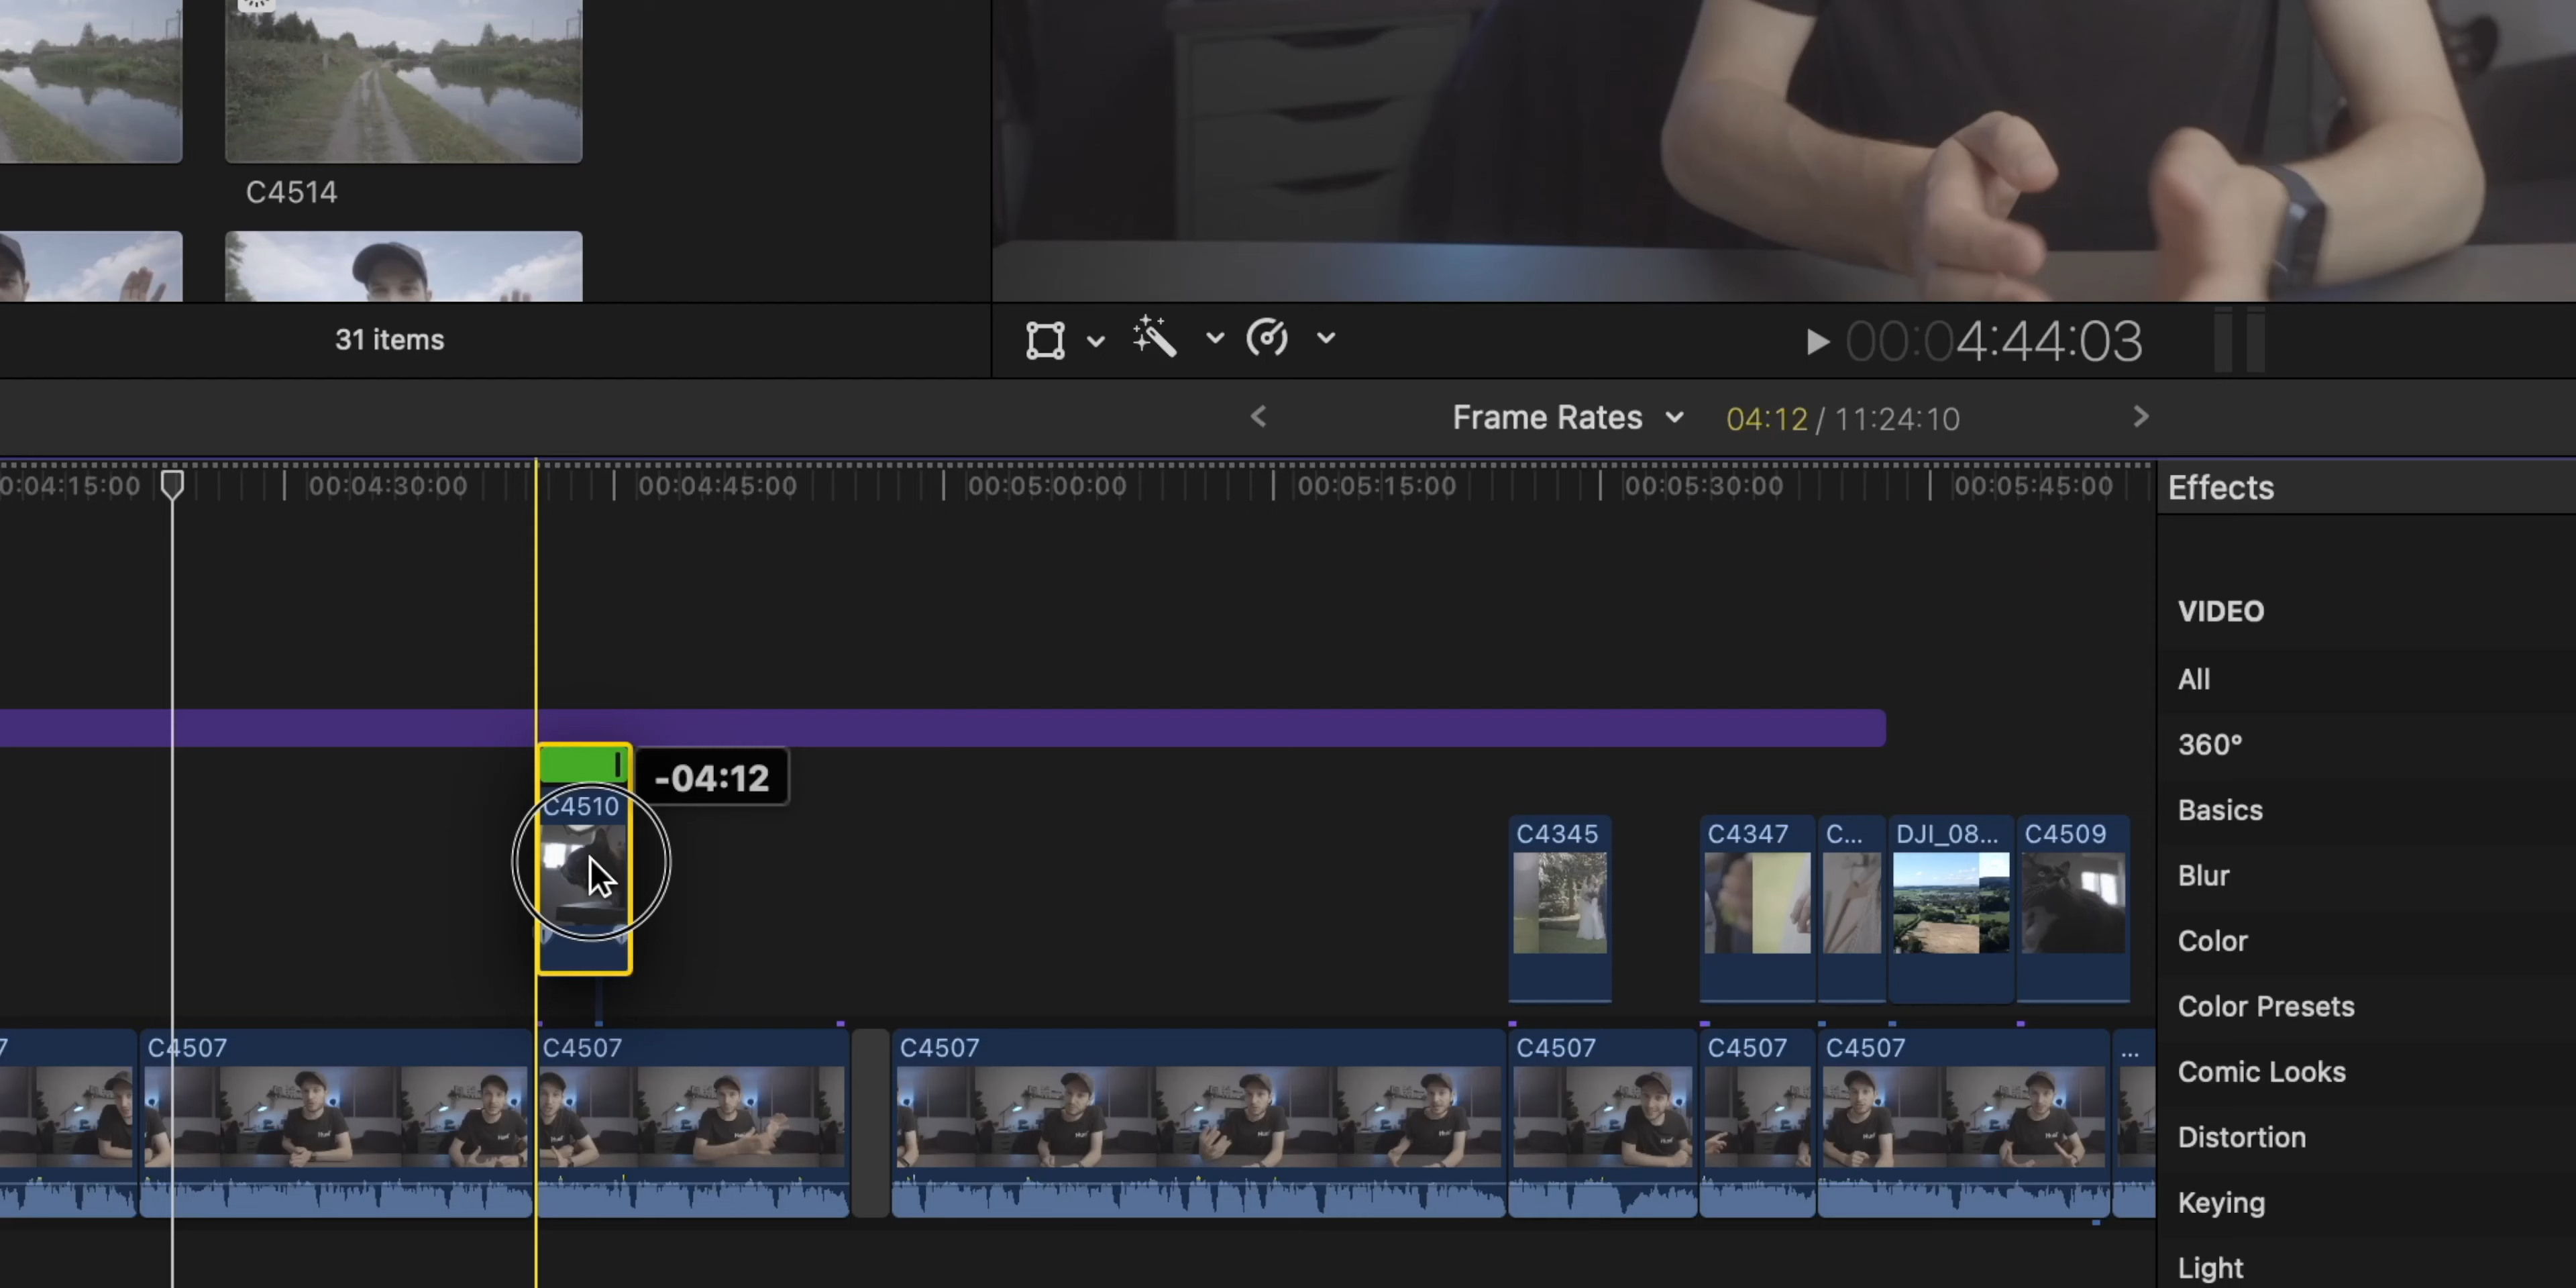 C4514
31 items
00:04:44:03
Frame Rates
04:12 / 11:24:10
0:04:15:00
00:04:30:00
00:04:45:00
00:05:00:00
00:05:15:00
00:05:30:00
00:05:45:00
Effects
VIDEO
All
360°
Basics
Blur
Color
Color Presets
Comic Looks
Distortion
Keying
Light
-04:12
C4510
C4345
C4347
C...
DJI_08...
C4509
7
C4507
C4507
C4507
C4507
C4507
C4507
...